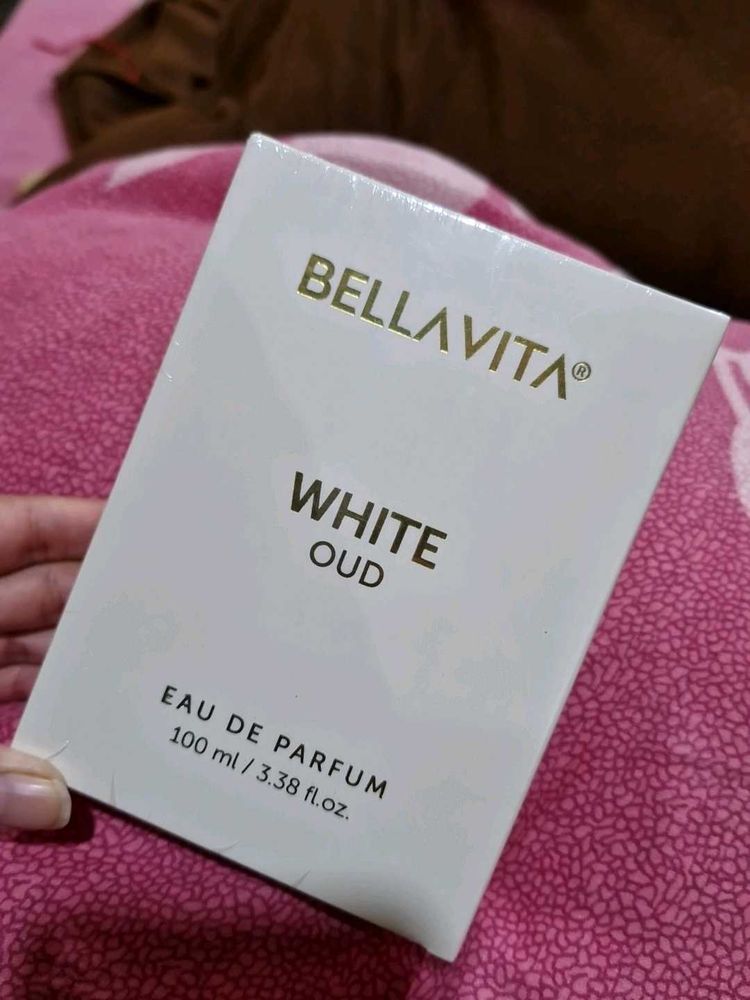 BELLAVITA®
WHITE
OUD
EAU DE PARFUM
100 ml / 3.38 fl.oz.